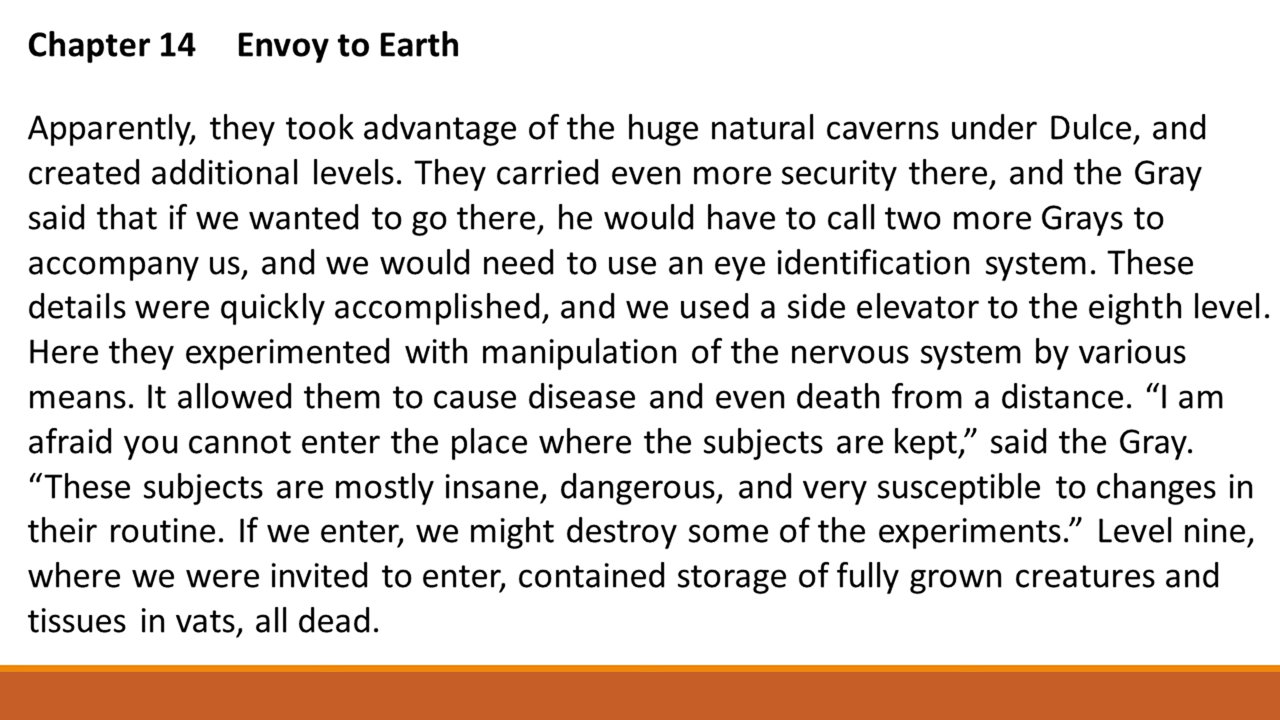 Chapter 14 Envoy to Earth
Apparently, they took advantage of the huge natural caverns under Dulce, and
created additional levels. They carried even more security there, and the Gray
said that if we wanted to go there, he would have to call two more Grays to
accompany us, and we would need to use an eye identification system. These
details were quickly accomplished, and we used a side elevator to the eighth level.
Here they experimented with manipulation of the nervous system by various
means. It allowed them to cause disease and even death from a distance. “I am
afraid you cannot enter the place where the subjects are kept,” said the Gray.
“These subjects are mostly insane, dangerous, and very susceptible to changes in
their routine. If we enter, we might destroy some of the experiments.” Level nine,
where we were invited to enter, contained storage of fully grown creatures and
tissues in vats, all dead.